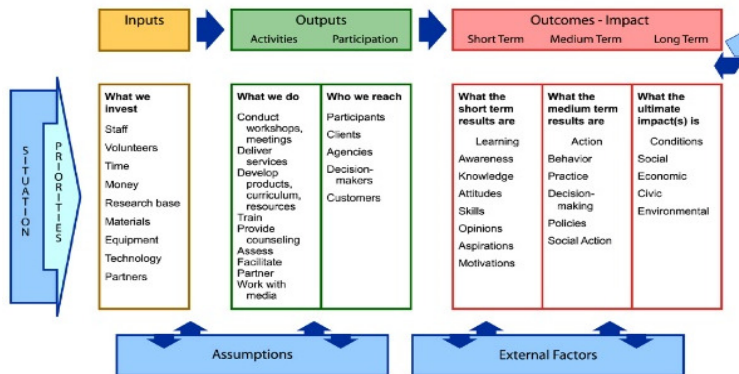 Inputs
Outputs
Activities Participation
Outcomes - Impact
Short Term Medium Term Long Term
SITUATION
PRIORITIES
What we
invest
Staff
Volunteers
Time
Money
Research base
Materials
Equipment
Technology
Partners
What we do
Conduct
workshops,
meetings
Deliver
services
Develop
products,
curriculum,
resources
Train
Provide
counseling
Assess
Facilitate
Partner
Work with
media
Who we reach
Participants
Clients
Agencies
Decision-
makers
Customers
What the
short term
results are
Learning
Awareness
Knowledge
Attitudes
Skills
Opinions
Aspirations
Motivations
What the
medium term
results are
Action
Behavior
Practice
Decision-
making
Policies
Social Action
What the
ultimate
impact(s) is
Conditions
Social
Economic
Civic
Environmental
Assumptions
External Factors